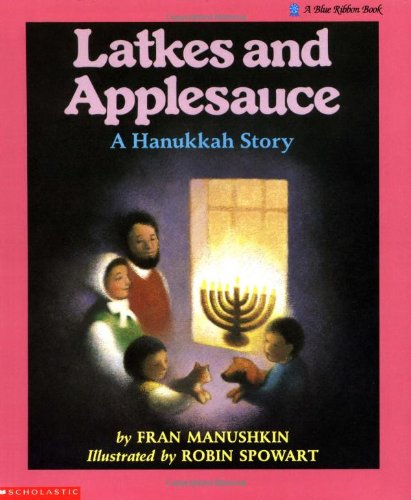 A Blue Ribbon Book
Latkes and
Applesauce
A Hanukkah Story
by FRAN MANUSHKIN
Illustrated by ROBIN SPOWART
SCHOLASTIC